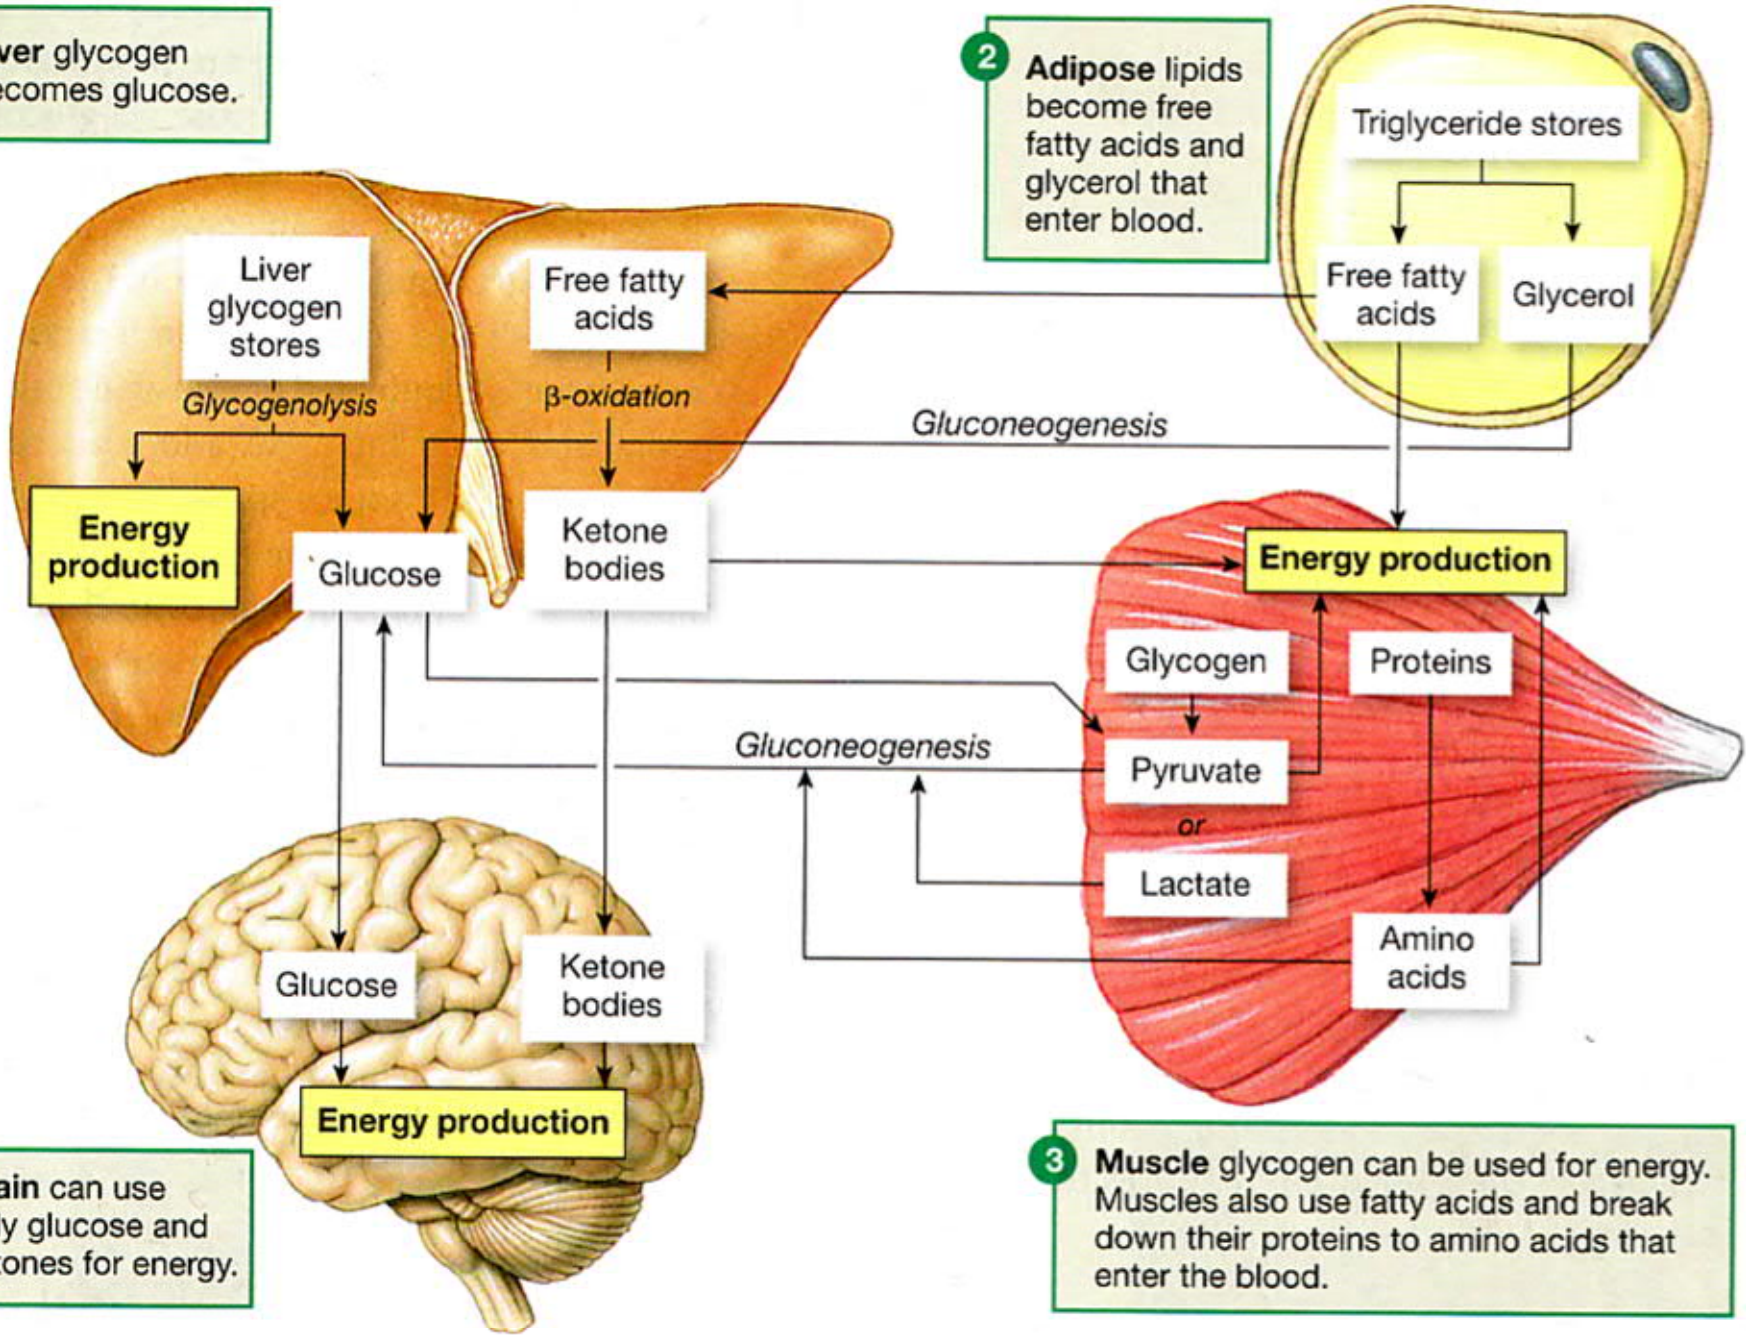 ver glycogen
ecomes glucose.
2
Adipose lipids
become free
fatty acids and
glycerol that
enter blood.
Triglyceride stores
Free fatty
acids
Glycerol
Liver
glycogen
stores
Glycogenolysis
Free fatty
acids
β-oxidation
Gluconeogenesis
Energy
production
Glucose
Ketone
bodies
Energy production
Glycogen
Proteins
Gluconeogenesis
Pyruvate
or
Lactate
Amino
acids
Glucose
Ketone
bodies
Energy production
ain can use
ly glucose and
tones for energy.
3
Muscle glycogen can be used for energy.
Muscles also use fatty acids and break
down their proteins to amino acids that
enter the blood.